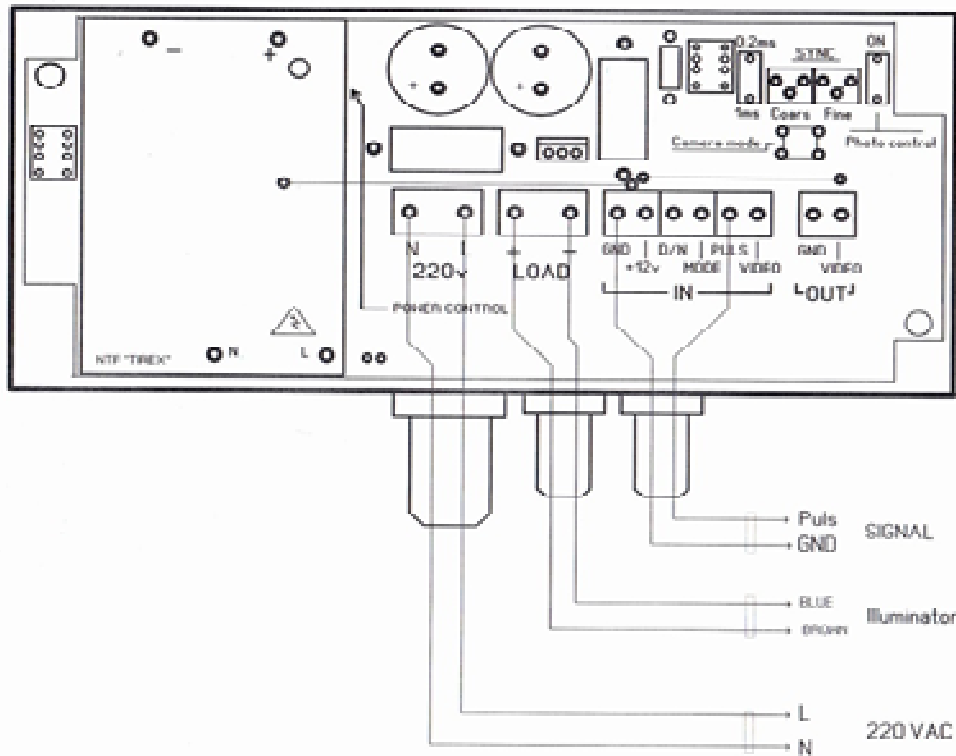 - +
0.2ms SYNC ON
1ms Coars Fine
Camera mode Photo control
+ +
N L + - GND D/N PULS GND
+12v MODE VIDEO VIDEO
220v LOAD IN OUT
POWER CONTROL
NTF "TIREX" N L
Puls
SIGNAL
GND
BLUE
Illuminator
BROWN
L
220 VAC
N